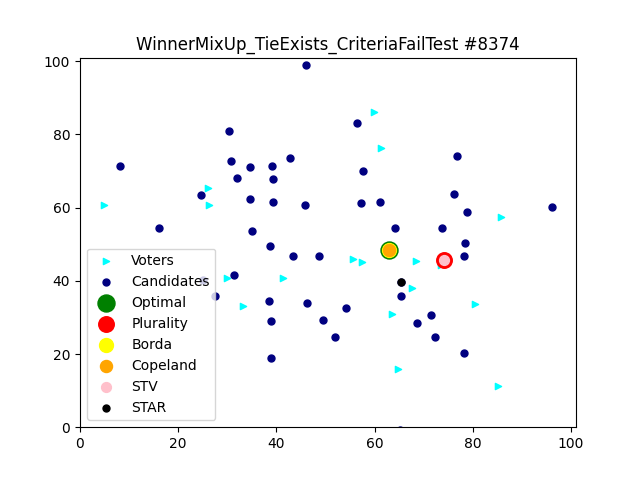 WinnerMixUp_TieExists_CriteriaFailTest #8374
100
80
60
40
20
0
Voters
Candidates
Optimal
Plurality
Borda
Copeland
STV
STAR
0 20 40 60 80 100